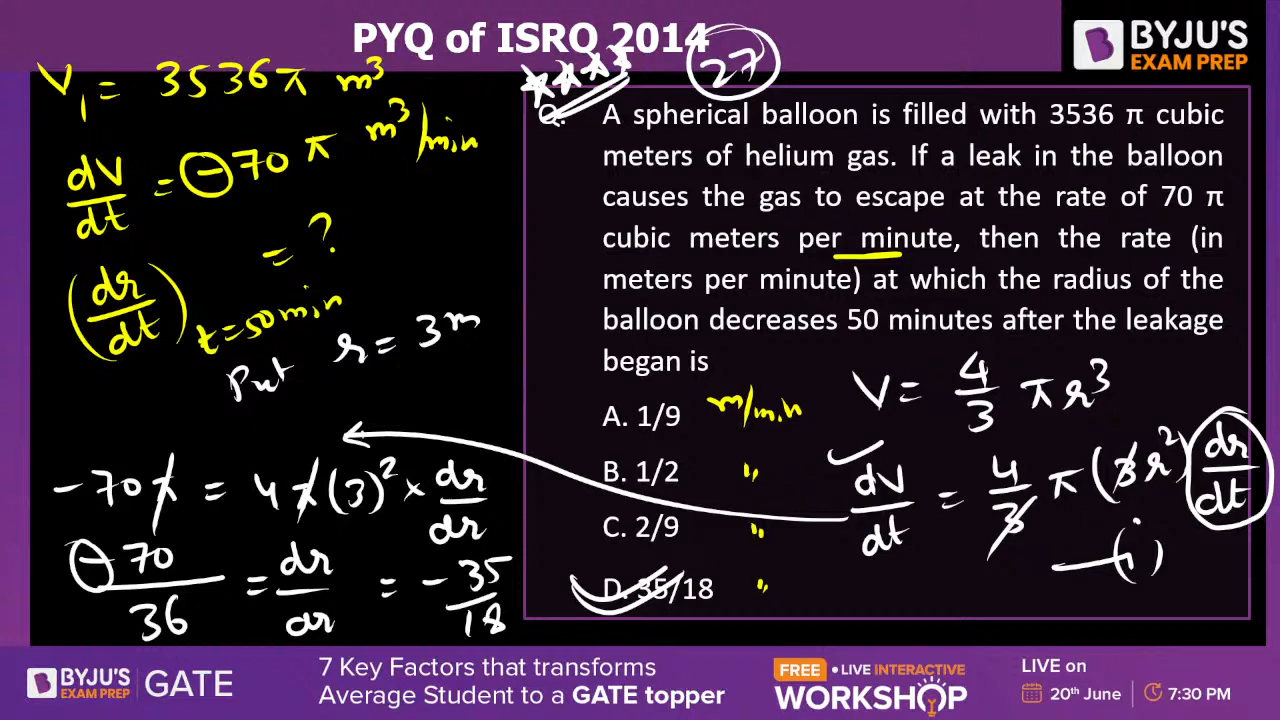 PYQ of ISRO 2014
BYJU'S
EXAM PREP
27
V₁ = 3536π m³
dV/dt = -70π m³/min
(dr/dt) t=50min = ?
Put r = 3m
-70π = 4π(3)² × dr/dr
-70/36 = dr/dr = -35/18
Q. A spherical balloon is filled with 3536 π cubic
meters of helium gas. If a leak in the balloon
causes the gas to escape at the rate of 70 π
cubic meters per minute, then the rate (in
meters per minute) at which the radius of the
balloon decreases 50 minutes after the leakage
began is
A. 1/9 m/min
B. 1/2 "
C. 2/9 "
D. 35/18 "
V = 4/3 πr³
dV/dt = 4/3 π(3r²) dr/dt
—(i)
BYJU'S
EXAM PREP
GATE
7 Key Factors that transforms
Average Student to a GATE topper
FREE • LIVE INTERACTIVE
WORKSHOP
LIVE on
20th June 7:30 PM